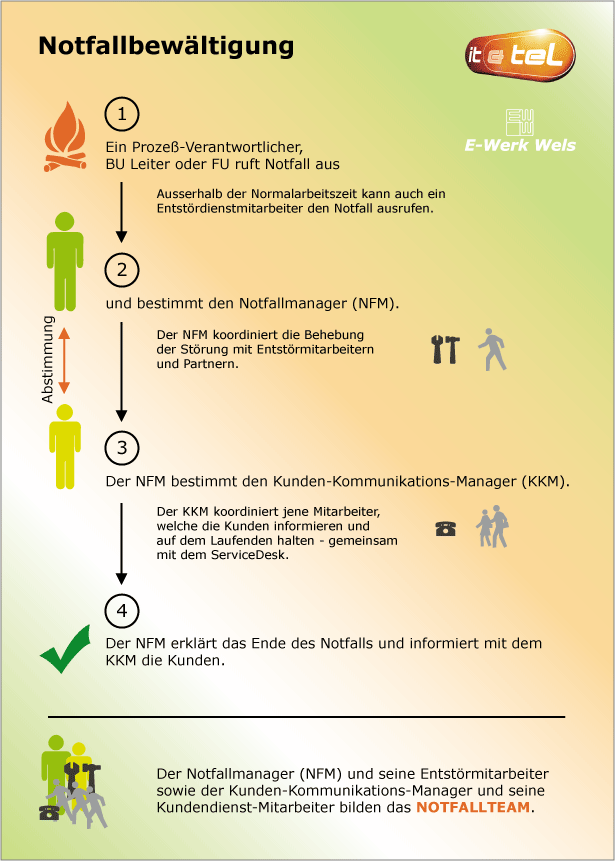 Notfallbewältigung
it e teL
E-Werk Wels
1
Ein Prozeß-Verantwortlicher,
BU Leiter oder FU ruft Notfall aus
Ausserhalb der Normalarbeitszeit kann auch ein
Entstördienstmitarbeiter den Notfall ausrufen.
2
und bestimmt den Notfallmanager (NFM).
Der NFM koordiniert die Behebung
der Störung mit Entstörmitarbeitern
und Partnern.
Abstimmung
3
Der NFM bestimmt den Kunden-Kommunikations-Manager (KKM).
Der KKM koordiniert jene Mitarbeiter,
welche die Kunden informieren und
auf dem Laufenden halten - gemeinsam
mit dem ServiceDesk.
4
Der NFM erklärt das Ende des Notfalls und informiert mit dem
KKM die Kunden.
Der Notfallmanager (NFM) und seine Entstörmitarbeiter
sowie der Kunden-Kommunikations-Manager und seine
Kundendienst-Mitarbeiter bilden das NOTFALLTEAM.